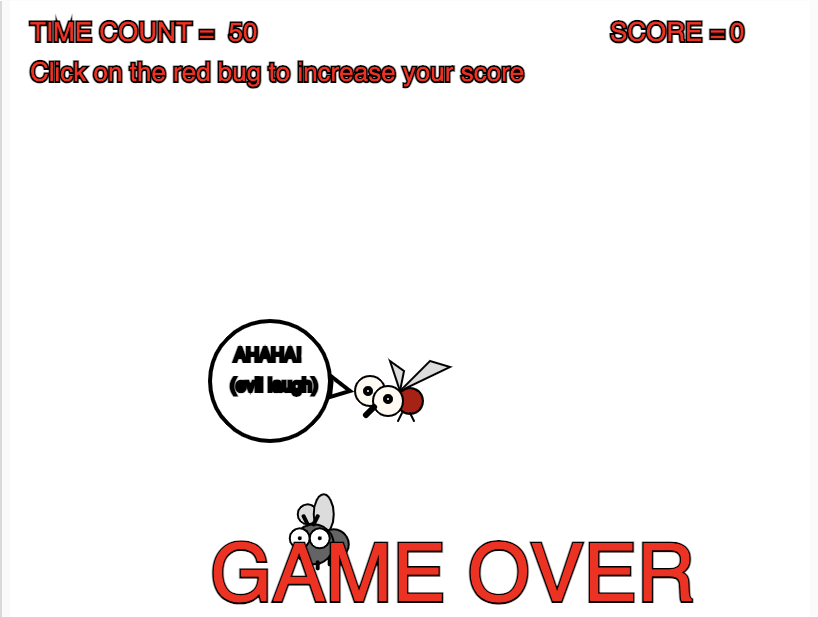 TIME COUNT = 50
SCORE = 0
Click on the red bug to increase your score
AHAHA!
(evil laugh)
GAME OVER